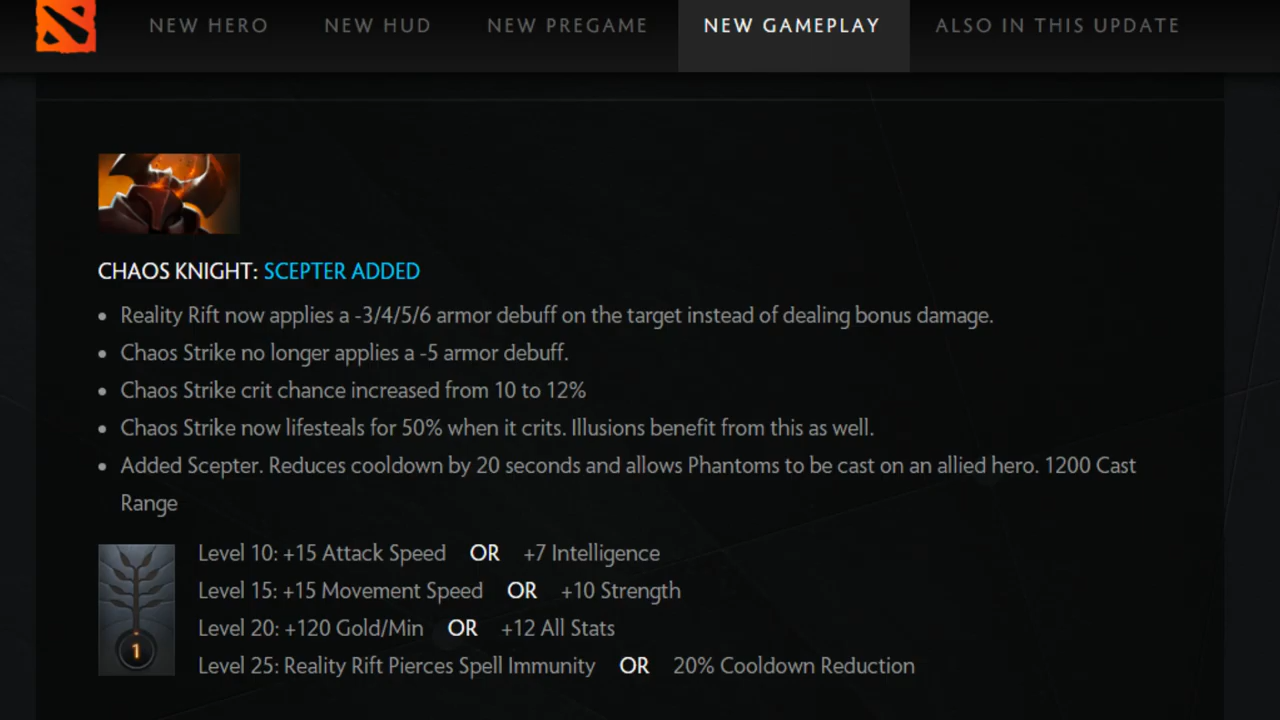 NEW HERO NEW HUD NEW PREGAME NEW GAMEPLAY ALSO IN THIS UPDATE
CHAOS KNIGHT: SCEPTER ADDED
• Reality Rift now applies a -3/4/5/6 armor debuff on the target instead of dealing bonus damage.
• Chaos Strike no longer applies a -5 armor debuff.
• Chaos Strike crit chance increased from 10 to 12%
• Chaos Strike now lifesteals for 50% when it crits. Illusions benefit from this as well.
• Added Scepter. Reduces cooldown by 20 seconds and allows Phantoms to be cast on an allied hero. 1200 Cast
Range
Level 10: +15 Attack Speed OR +7 Intelligence
Level 15: +15 Movement Speed OR +10 Strength
Level 20: +120 Gold/Min OR +12 All Stats
1
Level 25: Reality Rift Pierces Spell Immunity OR 20% Cooldown Reduction